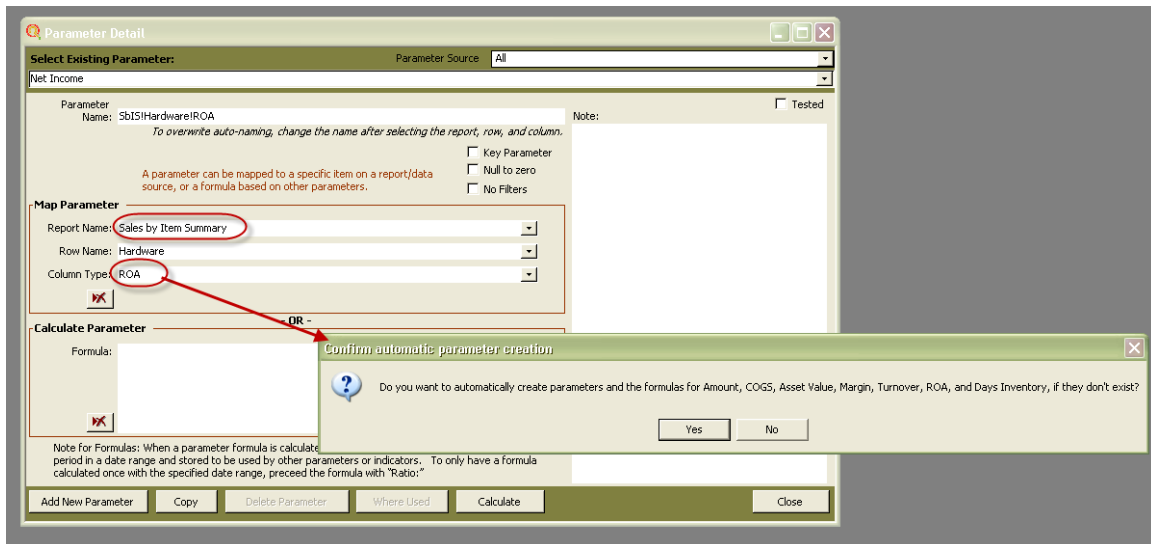 Parameter Detail
Select Existing Parameter:
Parameter Source All
Net Income
Tested
Parameter
Name: SbIS!Hardware!ROA
Note:
To overwrite auto-naming, change the name after selecting the report, row, and column.
Key Parameter
A parameter can be mapped to a specific item on a report/data
Null to zero
source, or a formula based on other parameters.
No Filters
Map Parameter
Report Name: Sales by Item Summary
Row Name: Hardware
Column Type: ROA
- OR -
Calculate Parameter
Formula:
Confirm automatic parameter creation
Do you want to automatically create parameters and the formulas for Amount, COGS, Asset Value, Margin, Turnover, ROA, and Days Inventory, if they don't exist?
Yes No
Note for Formulas: When a parameter formula is calculate
period in a date range and stored to be used by other parameters or indicators. To only have a formula
calculated once with the specified date range, preceed the formula with "Ratio:"
Add New Parameter Copy Delete Parameter Where Used Calculate Close